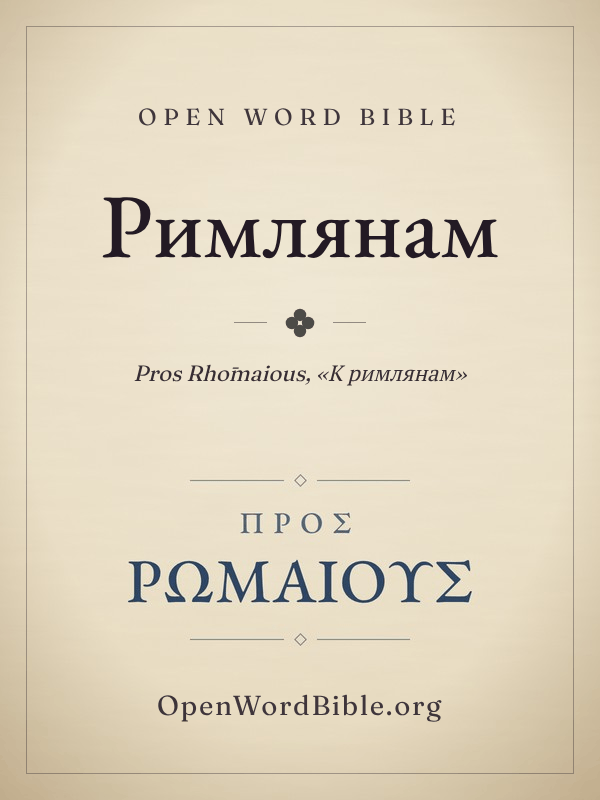 OPEN WORD BIBLE
Римлянам
Pros Rhōmaious, «К римлянам»
ΠΡΟΣ
ΡΩΜΑΙΟΥΣ
OpenWordBible.org